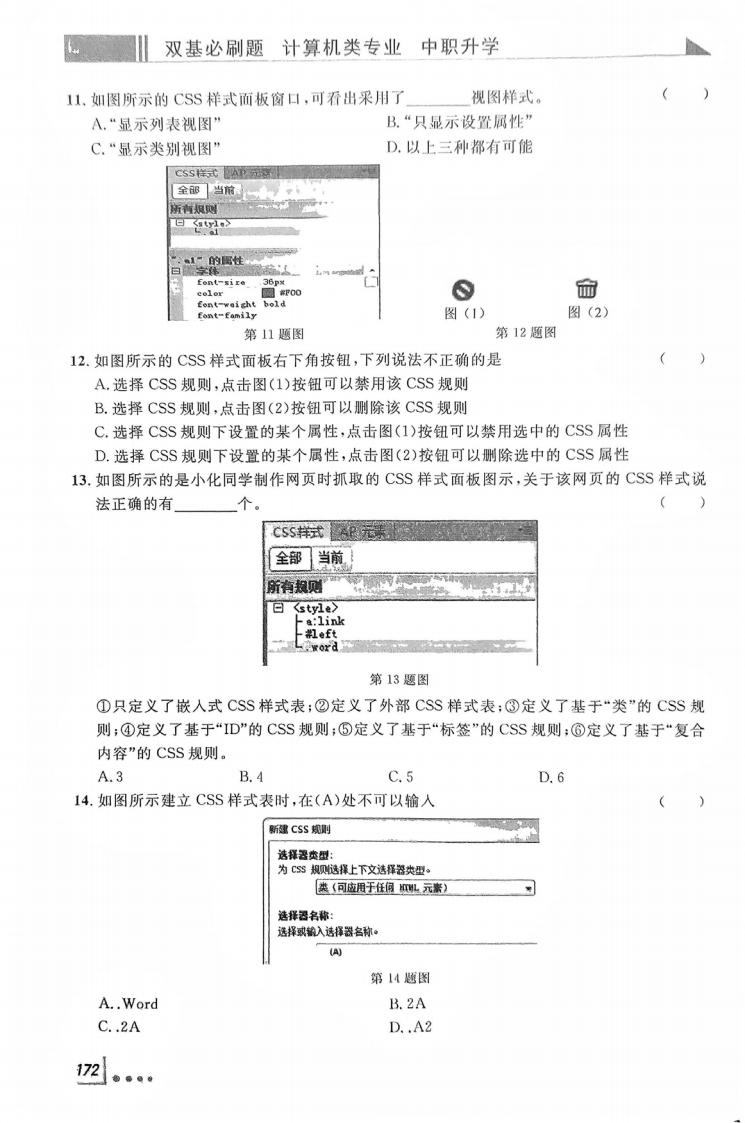 双基必刷题 计算机类专业 中职升学
11. 如图所示的 CSS 样式面板窗口,可看出采用了________视图样式。 ( )
A.“显示列表视图” B.“只显示设置属性”
C.“显示类别视图” D. 以上三种都有可能
CSS样式 AP 元素
全部 当前
所有规则
<style>
.a1
“.a1” 的属性
字体
font-size 36px
color #F00
font-weight bold
font-family
图(1) 图(2)
第 11 题图 第 12 题图
12. 如图所示的 CSS 样式面板右下角按钮,下列说法不正确的是 ( )
A. 选择 CSS 规则,点击图(1)按钮可以禁用该 CSS 规则
B. 选择 CSS 规则,点击图(2)按钮可以删除该 CSS 规则
C. 选择 CSS 规则下设置的某个属性,点击图(1)按钮可以禁用选中的 CSS 属性
D. 选择 CSS 规则下设置的某个属性,点击图(2)按钮可以删除选中的 CSS 属性
13. 如图所示的是小化同学制作网页时抓取的 CSS 样式面板图示,关于该网页的 CSS 样式说
法正确的有________个。 ( )
CSS样式 AP 元素
全部 当前
所有规则
<style>
a:link
#left
.word
第 13 题图
①只定义了嵌入式 CSS 样式表;②定义了外部 CSS 样式表;③定义了基于“类”的 CSS 规
则;④定义了基于“ID”的 CSS 规则;⑤定义了基于“标签”的 CSS 规则;⑥定义了基于“复合
内容”的 CSS 规则。
A. 3 B. 4 C. 5 D. 6
14. 如图所示建立 CSS 样式表时,在(A)处不可以输入 ( )
新建 CSS 规则
选择器类型:
为 CSS 规则选择上下文选择器类型。
类(可应用于任何 HTML 元素)
选择器名称:
选择或输入选择器名称。
(A)
第 14 题图
A. .Word B. 2A
C. .2A D. .A2
172